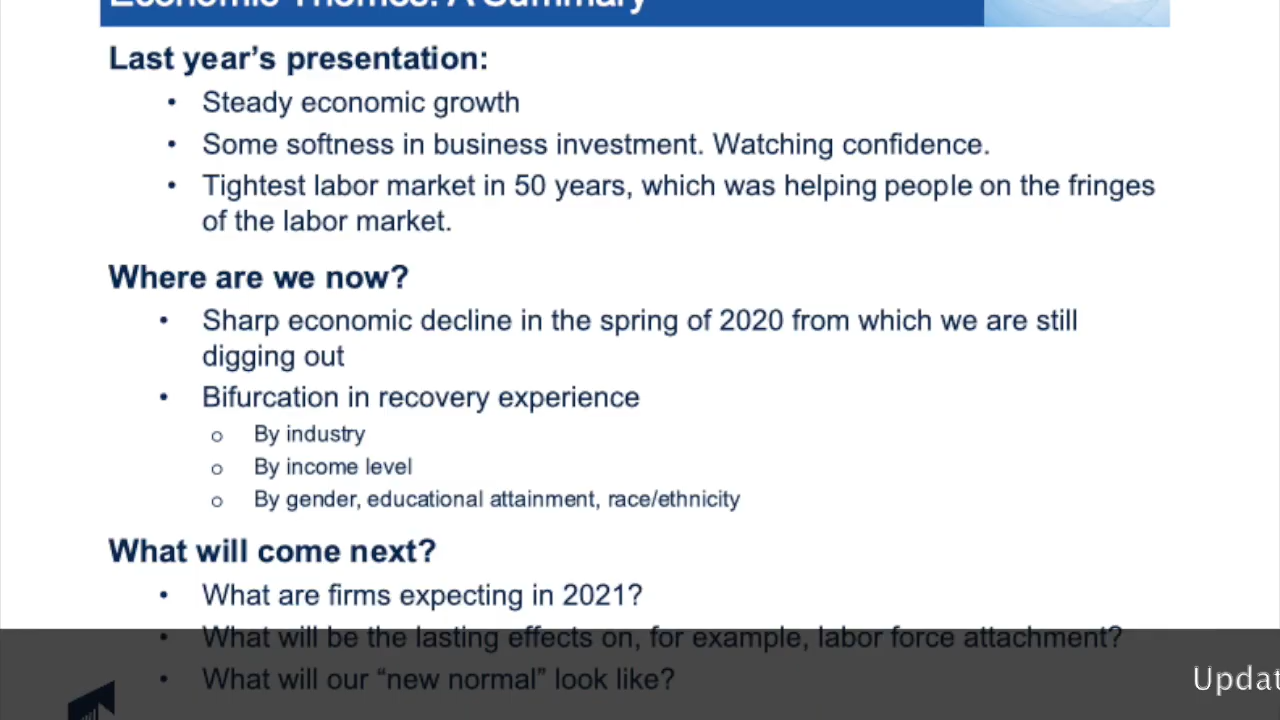 Economic Themes: A Summary
Last year’s presentation:
• Steady economic growth
• Some softness in business investment. Watching confidence.
• Tightest labor market in 50 years, which was helping people on the fringes
of the labor market.
Where are we now?
• Sharp economic decline in the spring of 2020 from which we are still
digging out
• Bifurcation in recovery experience
o By industry
o By income level
o By gender, educational attainment, race/ethnicity
What will come next?
• What are firms expecting in 2021?
• What will be the lasting effects on, for example, labor force attachment?
• What will our “new normal” look like?
Updat